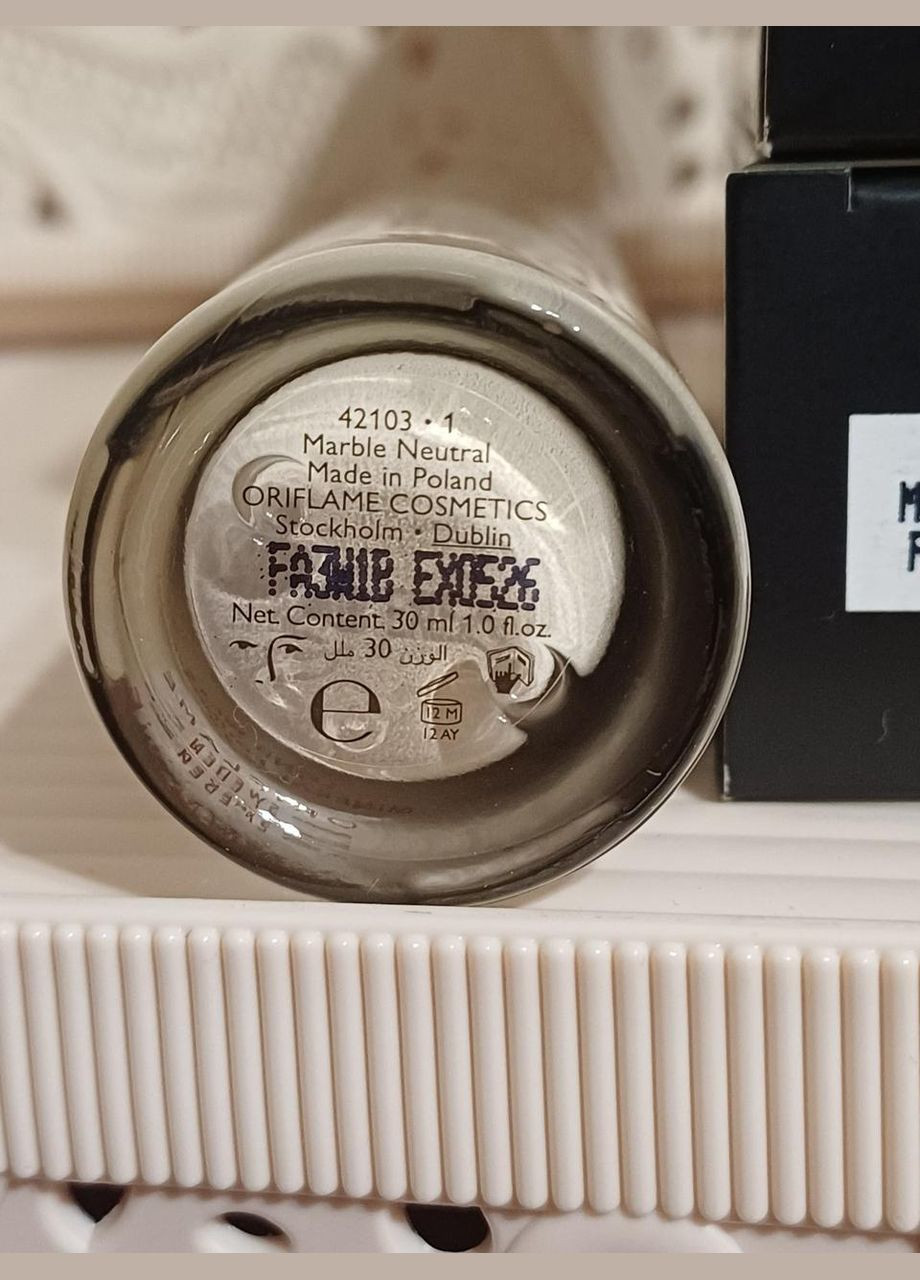 42103 • 1
Marble Neutral
Made in Poland
ORIFLAME COSMETICS
Stockholm • Dublin
Net. Content. 30 ml 1.0 fl.oz.
الوزن 30 ملل
e
12 M
12 AY